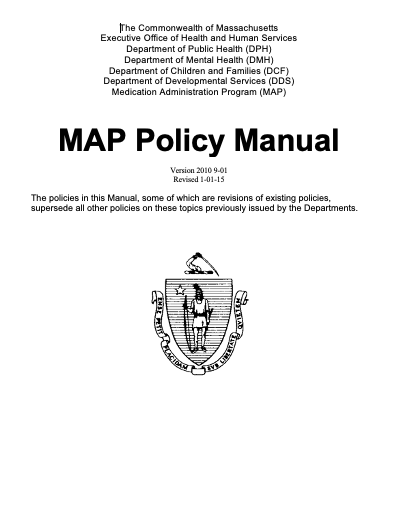 The Commonwealth of Massachusetts
Executive Office of Health and Human Services
Department of Public Health (DPH)
Department of Mental Health (DMH)
Department of Children and Families (DCF)
Department of Developmental Services (DDS)
Medication Administration Program (MAP)
MAP Policy Manual
Version 2010 9-01
Revised 1-01-15
The policies in this Manual, some of which are revisions of existing policies,
supersede all other policies on these topics previously issued by the Departments.
ENSE PETIT PLACIDAM SVB LIBERTATE QVIETEM